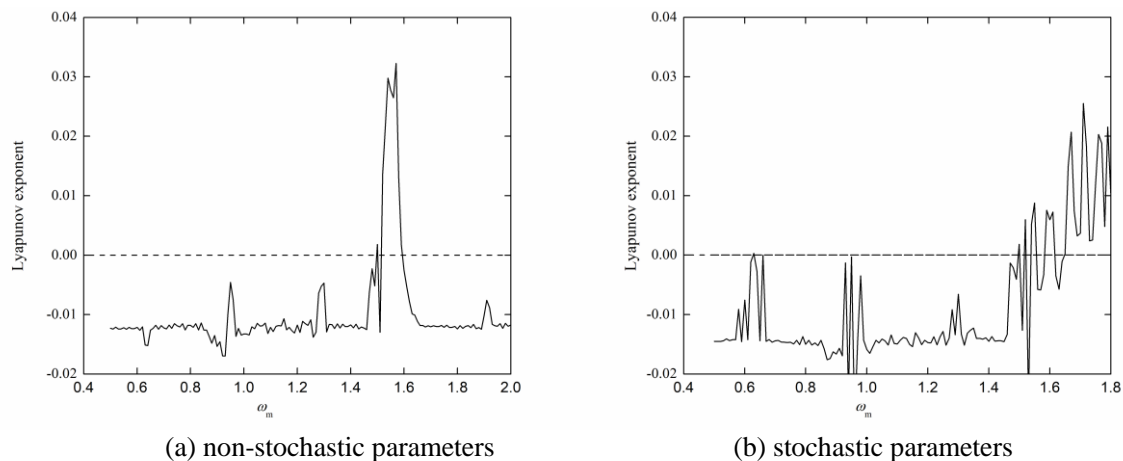 0.04
0.03
0.02
0.01
0.00
-0.01
-0.02
Lyapunov exponent
0.4 0.6 0.8 1.0 1.2 1.4 1.6 1.8 2.0
ωm
(a) non-stochastic parameters
0.04
0.03
0.02
0.01
0.00
-0.01
-0.02
Lyapunov exponent
0.4 0.6 0.8 1.0 1.2 1.4 1.6 1.8
ωm
(b) stochastic parameters